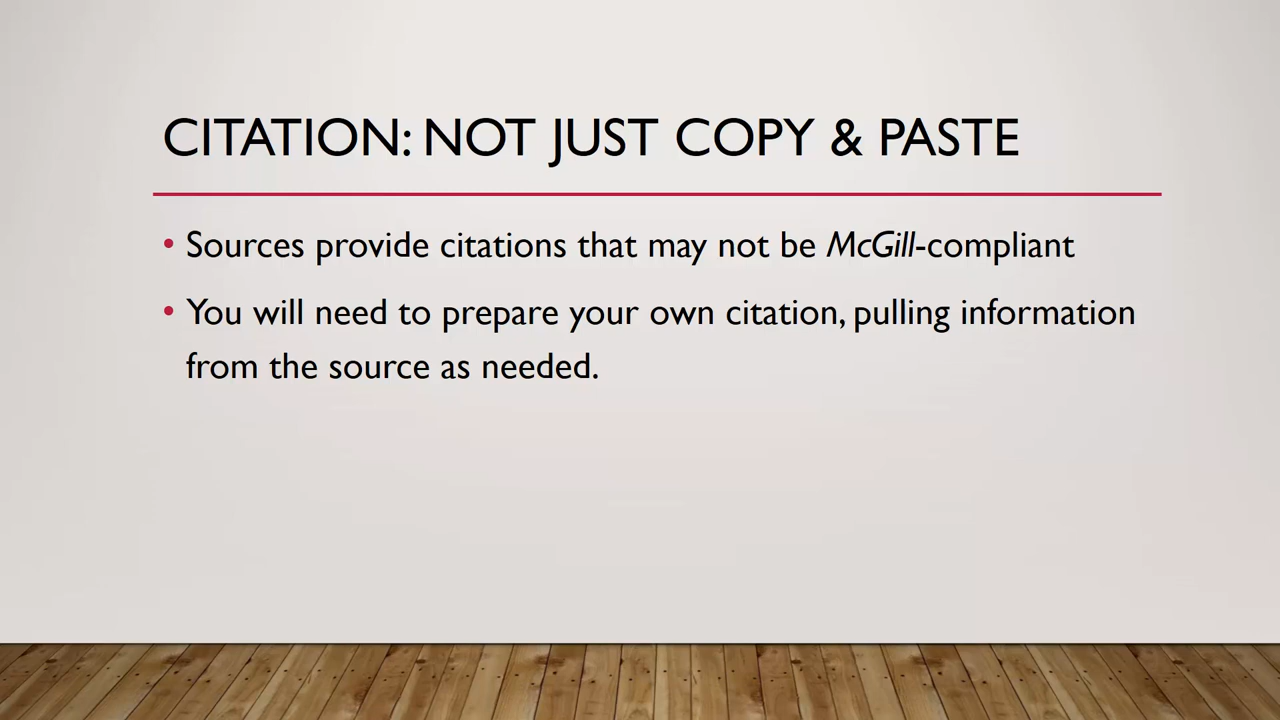 CITATION: NOT JUST COPY & PASTE
• Sources provide citations that may not be McGill-compliant
• You will need to prepare your own citation, pulling information
from the source as needed.